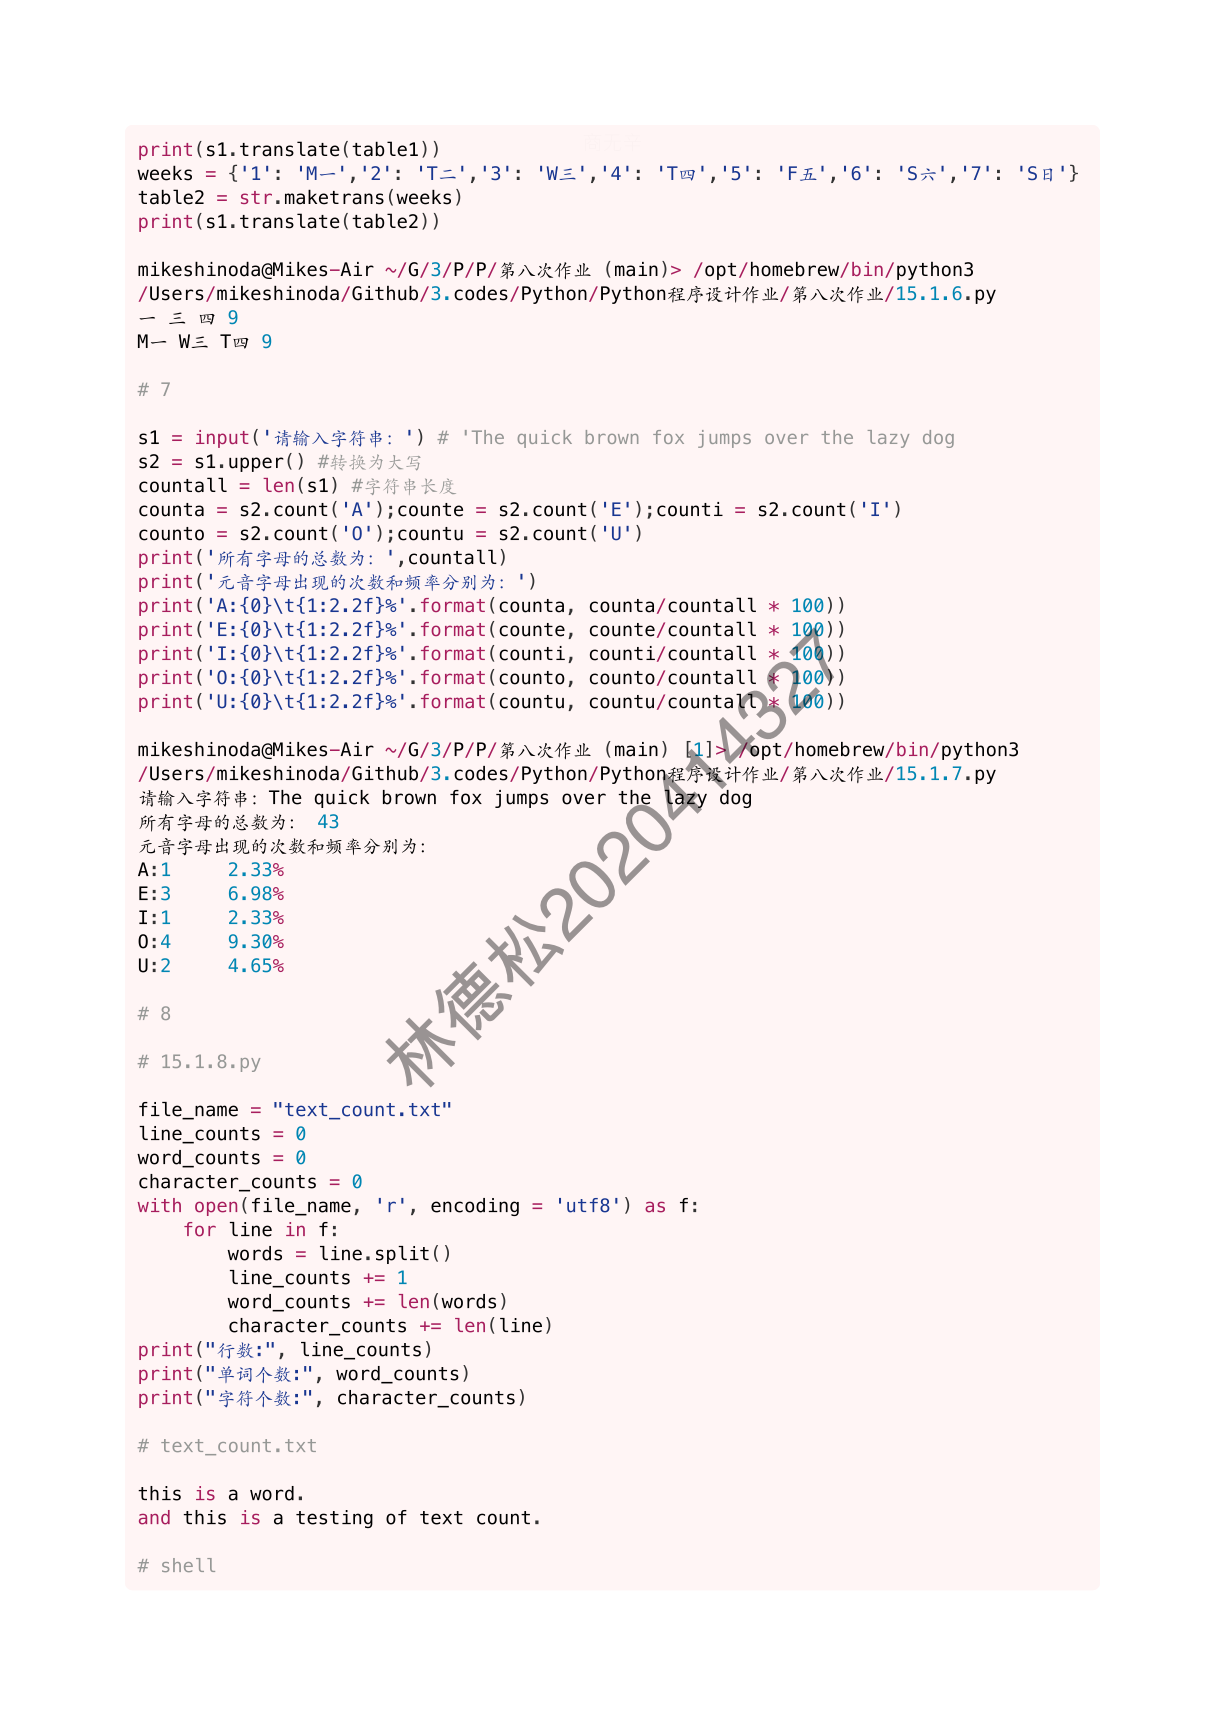 print(s1.translate(table1))
weeks = {'1': 'M一','2': 'T二','3': 'W三','4': 'T四','5': 'F五','6': 'S六','7': 'S日'}
table2 = str.maketrans(weeks)
print(s1.translate(table2))
mikeshinoda@Mikes-Air ~/G/3/P/P/第八次作业 (main)> /opt/homebrew/bin/python3
/Users/mikeshinoda/Github/3.codes/Python/Python程序设计作业/第八次作业/15.1.6.py
一 三 四 9
M一 W三 T四 9
# 7
s1 = input('请输入字符串: ') # 'The quick brown fox jumps over the lazy dog
s2 = s1.upper() #转换为大写
countall = len(s1) #字符串长度
counta = s2.count('A');counte = s2.count('E');counti = s2.count('I')
counto = s2.count('O');countu = s2.count('U')
print('所有字母的总数为: ',countall)
print('元音字母出现的次数和频率分别为: ')
print('A:{0}\t{1:2.2f}%'.format(counta, counta/countall * 100))
print('E:{0}\t{1:2.2f}%'.format(counte, counte/countall * 100))
print('I:{0}\t{1:2.2f}%'.format(counti, counti/countall * 100))
print('O:{0}\t{1:2.2f}%'.format(counto, counto/countall * 100))
print('U:{0}\t{1:2.2f}%'.format(countu, countu/countall * 100))
mikeshinoda@Mikes-Air ~/G/3/P/P/第八次作业 (main) [1]> /opt/homebrew/bin/python3
/Users/mikeshinoda/Github/3.codes/Python/Python程序设计作业/第八次作业/15.1.7.py
请输入字符串: The quick brown fox jumps over the lazy dog
所有字母的总数为: 43
元音字母出现的次数和频率分别为:
A:1 2.33%
E:3 6.98%
I:1 2.33%
O:4 9.30%
U:2 4.65%
林德松202041432​7
# 8
# 15.1.8.py
file_name = "text_count.txt"
line_counts = 0
word_counts = 0
character_counts = 0
with open(file_name, 'r', encoding = 'utf8') as f:
    for line in f:
        words = line.split()
        line_counts += 1
        word_counts += len(words)
        character_counts += len(line)
print("行数:", line_counts)
print("单词个数:", word_counts)
print("字符个数:", character_counts)
# text_count.txt
this is a word.
and this is a testing of text count.
# shell